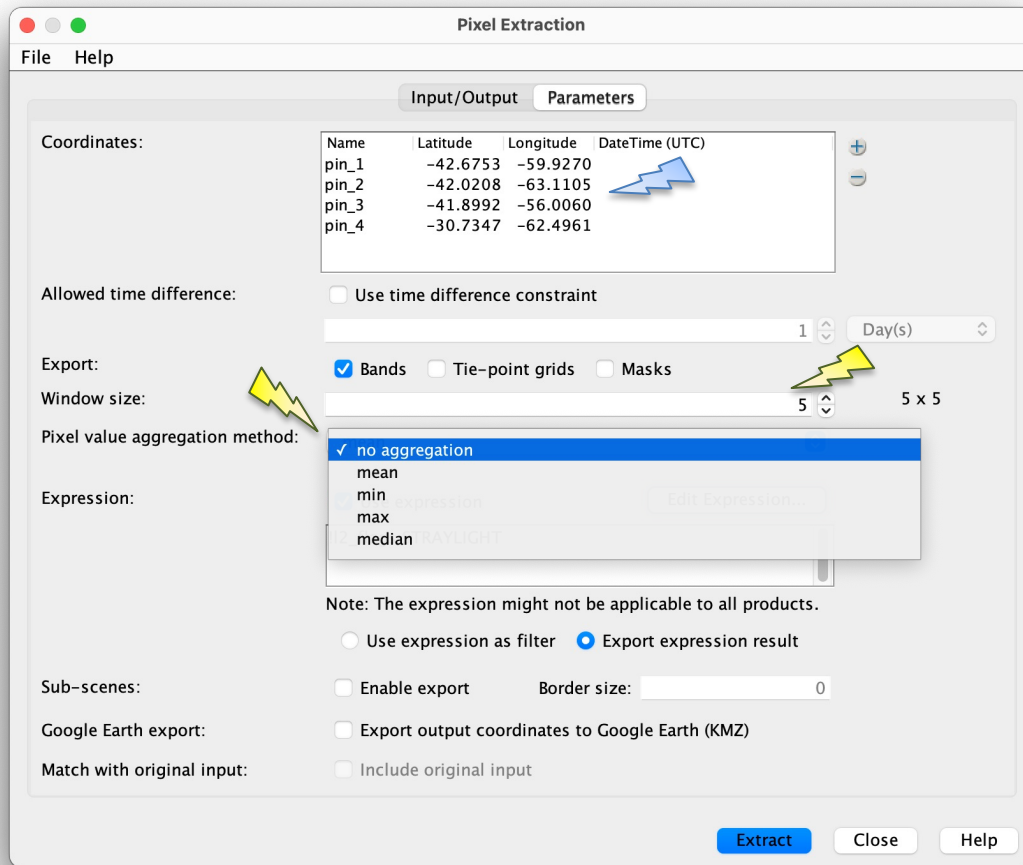 Pixel Extraction
File Help
Input/Output Parameters
Coordinates:
Name Latitude Longitude DateTime (UTC)
pin_1 -42.6753 -59.9270
pin_2 -42.0208 -63.1105
pin_3 -41.8992 -56.0060
pin_4 -30.7347 -62.4961
Allowed time difference: Use time difference constraint
1 Day(s)
Export: Bands Tie-point grids Masks
Window size: 5 5 x 5
Pixel value aggregation method:
✓ no aggregation
mean
Expression: min expression Edit Expression...
max
median TRAYLIGHT
Note: The expression might not be applicable to all products.
Use expression as filter Export expression result
Sub-scenes: Enable export Border size: 0
Google Earth export: Export output coordinates to Google Earth (KMZ)
Match with original input: Include original input
Extract Close Help